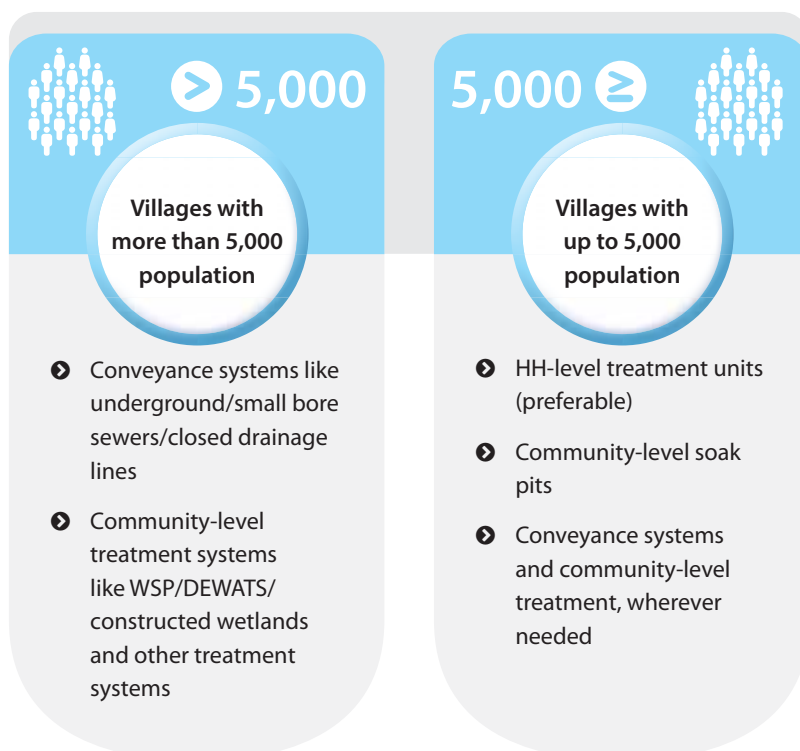 > 5,000
Villages with
more than 5,000
population
Conveyance systems like
underground/small bore
sewers/closed drainage
lines
Community-level
treatment systems
like WSP/DEWATS/
constructed wetlands
and other treatment
systems
5,000 ≥
Villages with
up to 5,000
population
HH-level treatment units
(preferable)
Community-level soak
pits
Conveyance systems
and community-level
treatment, wherever
needed